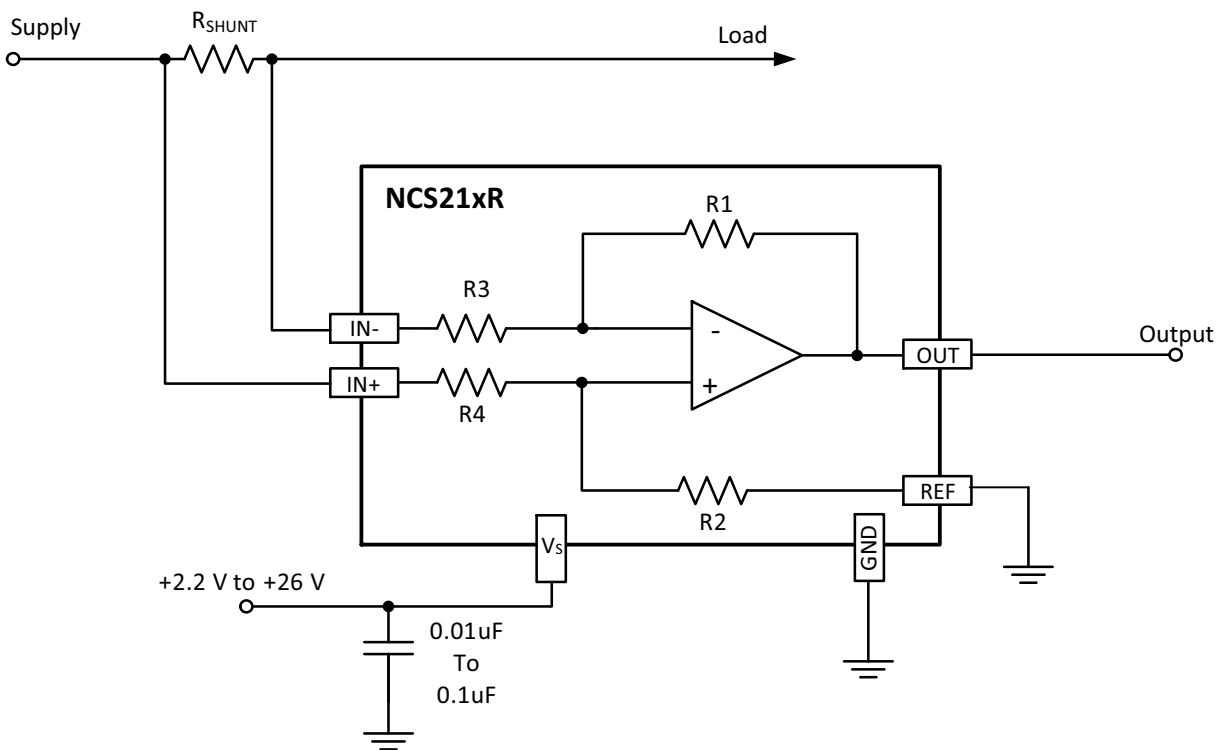 Supply
RSHUNT
Load
NCS21xR
R1
R3
IN-
-
Output
OUT
IN+
+
R4
REF
R2
VS
GND
+2.2 V to +26 V
0.01uF
To
0.1uF